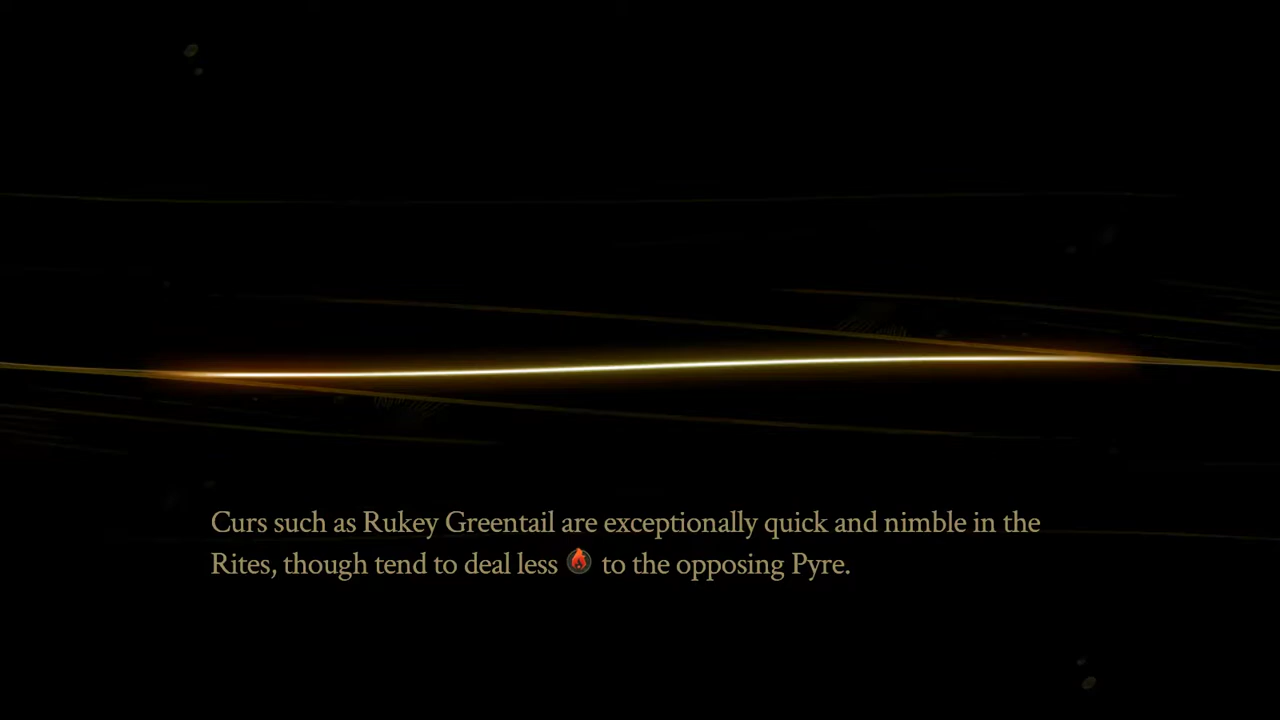 Curs such as Rukey Greentail are exceptionally quick and nimble in the
Rites, though tend to deal less to the opposing Pyre.